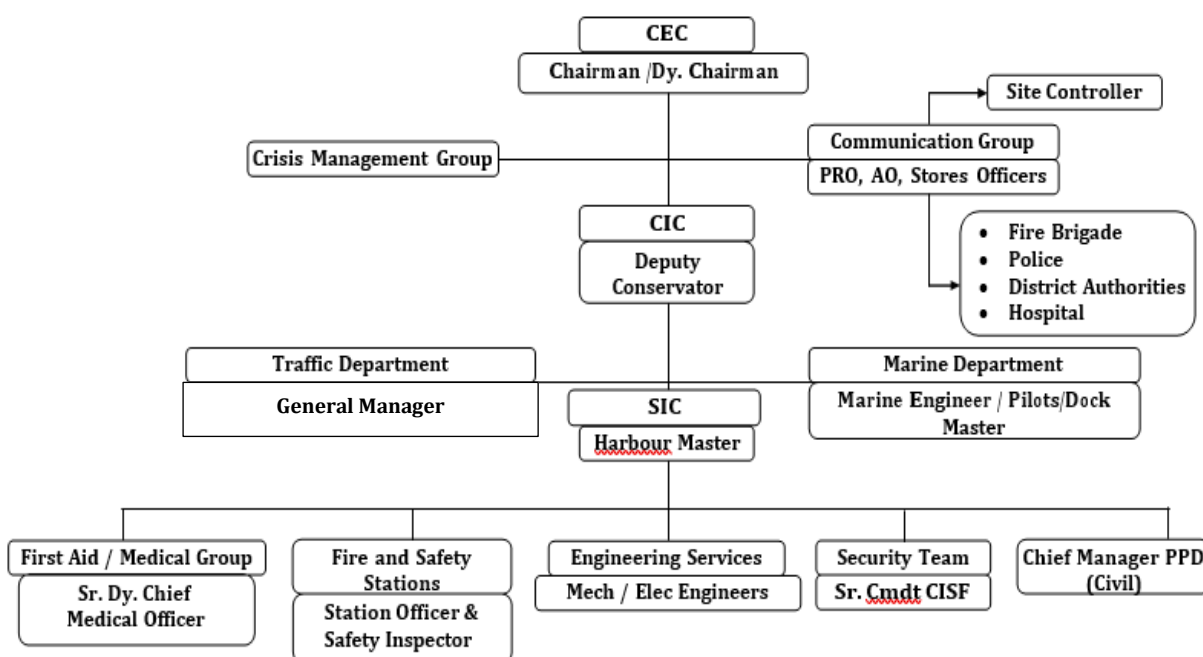 CEC
Chairman /Dy. Chairman
Site Controller
Communication Group
Crisis Management Group
PRO, AO, Stores Officers
CIC
Deputy
Conservator
• Fire Brigade
• Police
• District Authorities
• Hospital
Traffic Department
General Manager
Marine Department
Marine Engineer / Pilots/Dock
Master
SIC
Harbour Master
First Aid / Medical Group
Sr. Dy. Chief
Medical Officer
Fire and Safety
Stations
Station Officer &
Safety Inspector
Engineering Services
Mech / Elec Engineers
Security Team
Sr. Cmdt CISF
Chief Manager PPD
(Civil)